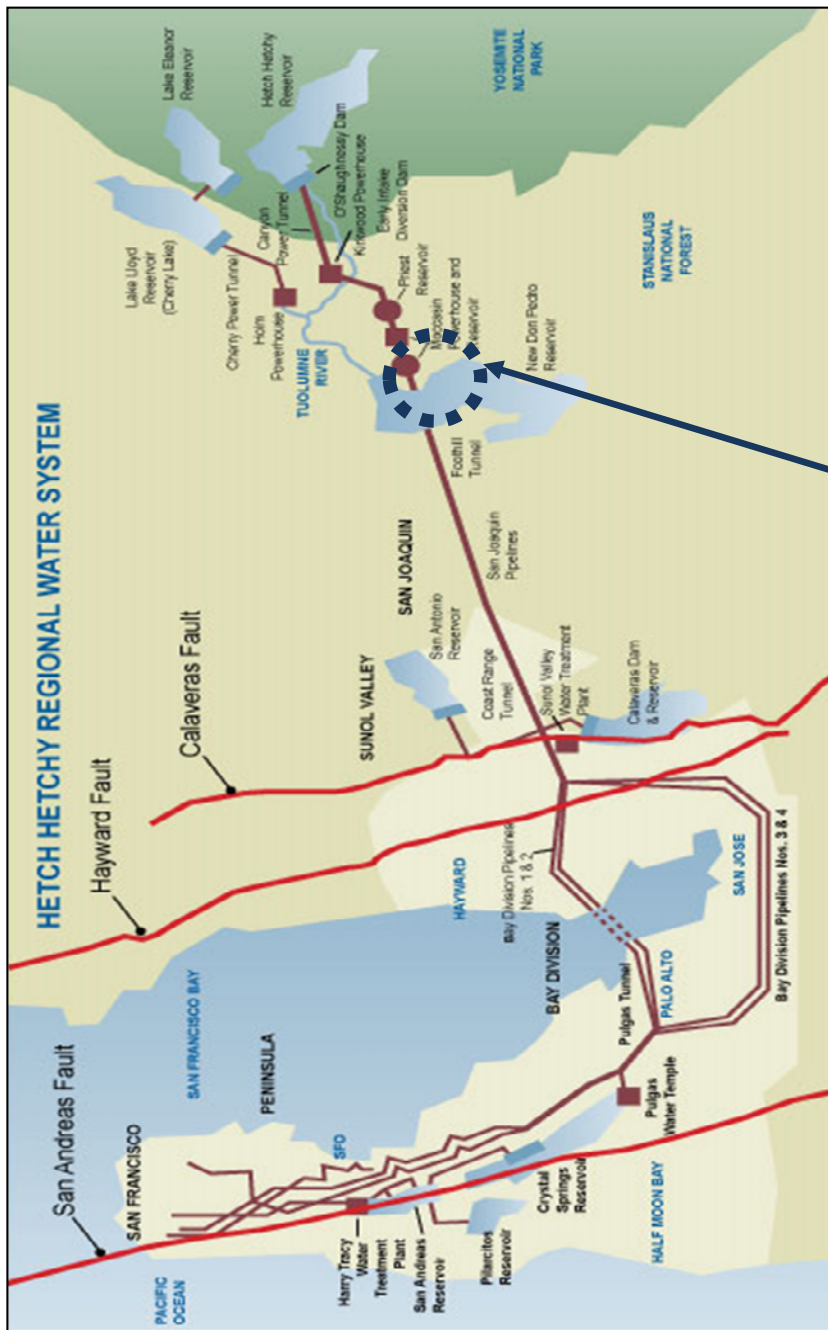 HETCH HETCHY REGIONAL WATER SYSTEM
San Andreas Fault
Hayward Fault
Calaveras Fault
PACIFIC
OCEAN
SAN FRANCISCO
SAN FRANCISCO BAY
PENINSULA
SFO
Harry Tracy
Water
Treatment
Plant
San Andreas
Reservoir
Pilarcitos
Reservoir
Crystal
Springs
Reservoir
HALF MOON BAY
Pulgas
Water Temple
Pulgas Tunnel
PALO ALTO
BAY DIVISION
HAYWARD
Bay Division Pipelines
Nos. 1 & 2
SAN JOSE
Bay Division Pipelines Nos. 3 & 4
SUNOL VALLEY
San Antonio
Reservoir
Coast Range
Tunnel
Sunol Valley
Water Treatment
Plant
Calaveras Dam
& Reservoir
SAN JOAQUIN
San Joaquin
Pipelines
Foothill
Tunnel
TUOLUMNE
RIVER
Holm
Powerhouse
Cherry Power Tunnel
Lake Lloyd
Reservoir
(Cherry Lake)
Lake Eleanor
Reservoir
Hetch Hetchy
Reservoir
O'Shaughnessy Dam
Canyon
Power Tunnel
Kirkwood Powerhouse
Early Intake
Diversion Dam
Priest
Reservoir
Moccasin
Powerhouse and
Reservoir
New Don Pedro
Reservoir
STANISLAUS
NATIONAL
FOREST
YOSEMITE
NATIONAL
PARK